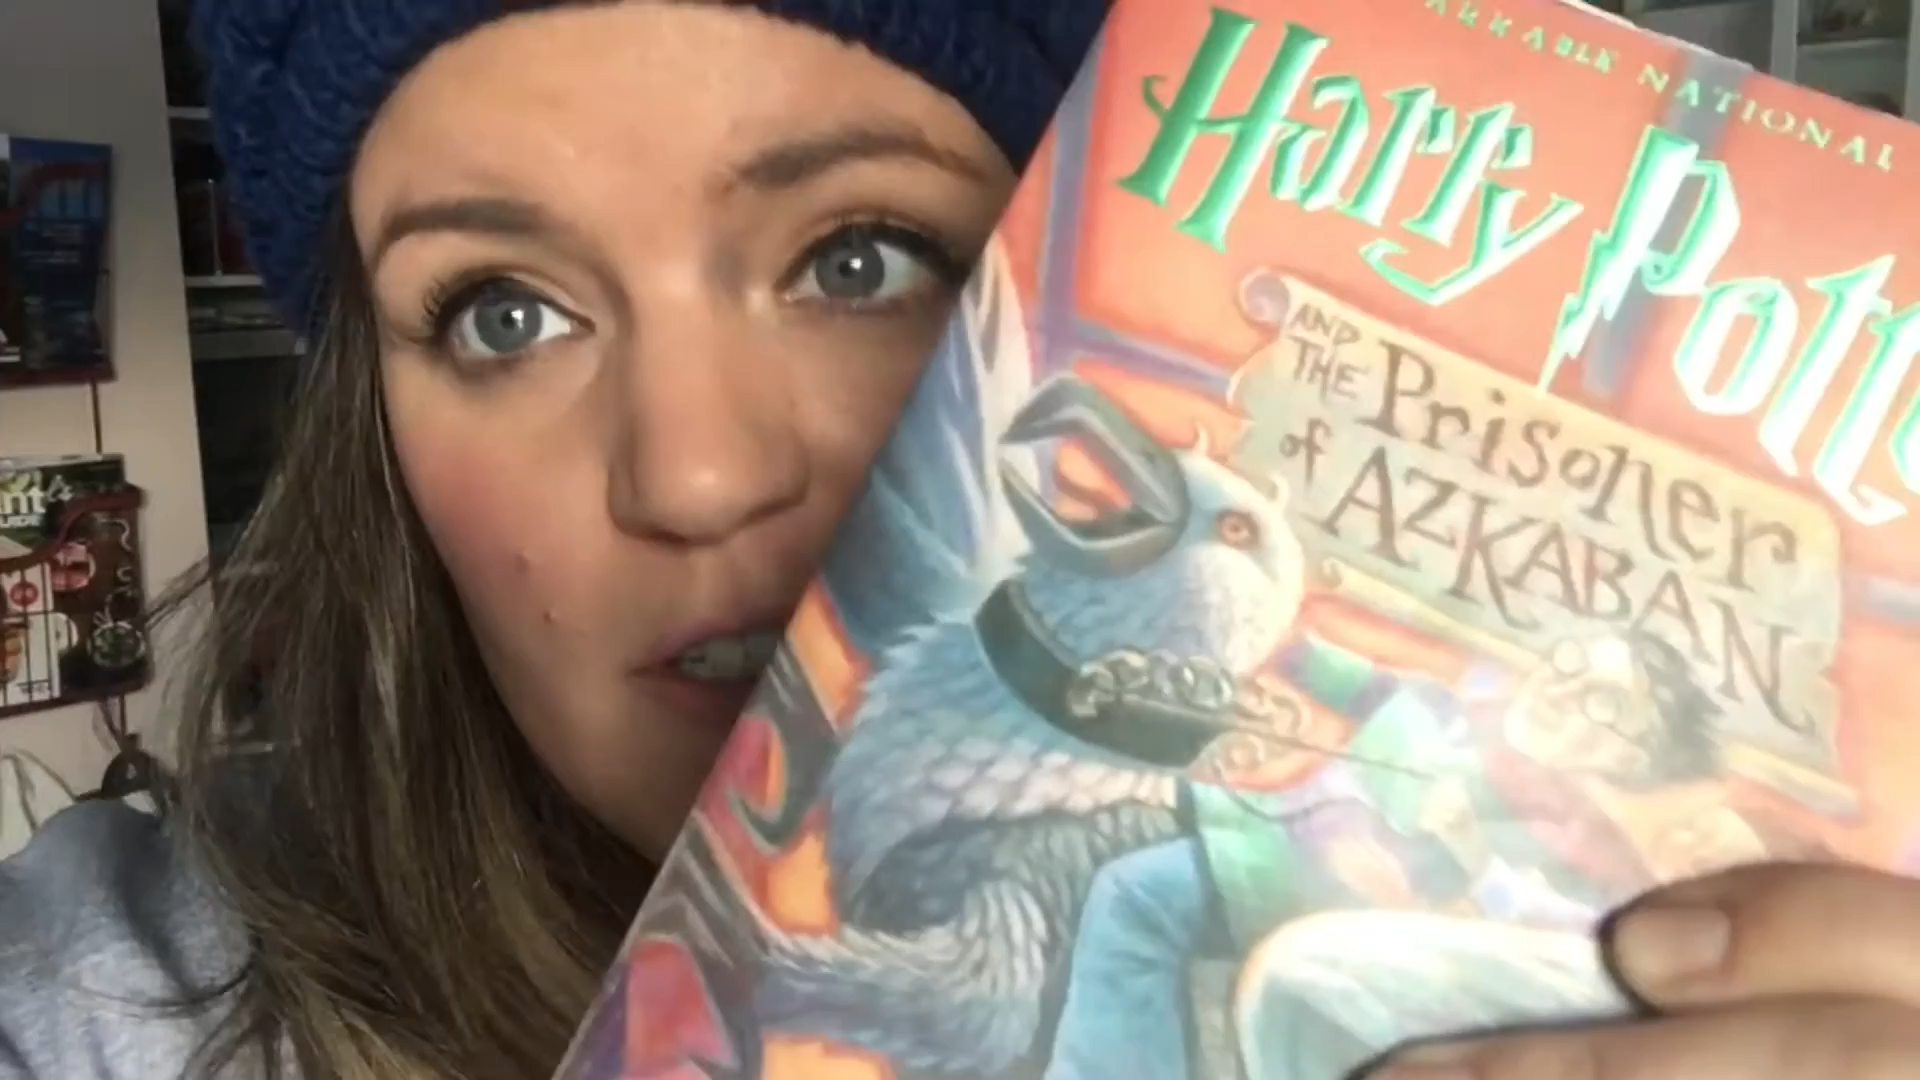 NATIONAL
Harry Pott
AND
THE Prisoner
of AZKABAN